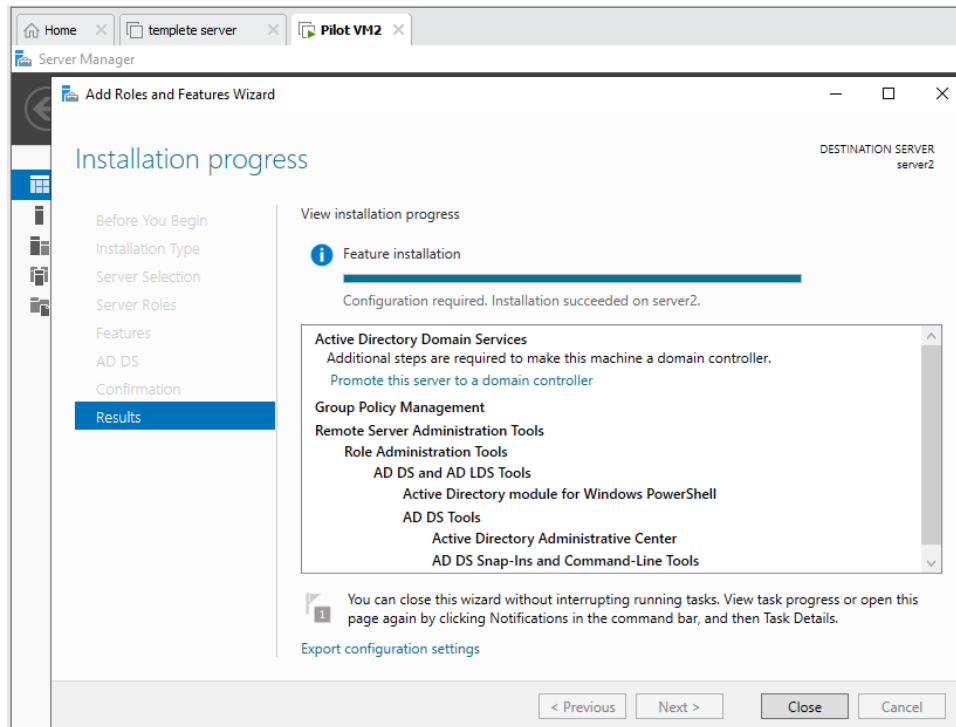 Home
templete server
Pilot VM2
Server Manager
Add Roles and Features Wizard
Installation progress
DESTINATION SERVER
server2
Before You Begin
Installation Type
Server Selection
Server Roles
Features
AD DS
Confirmation
Results
View installation progress
Feature installation
Configuration required. Installation succeeded on server2.
Active Directory Domain Services
Additional steps are required to make this machine a domain controller.
Promote this server to a domain controller
Group Policy Management
Remote Server Administration Tools
Role Administration Tools
AD DS and AD LDS Tools
Active Directory module for Windows PowerShell
AD DS Tools
Active Directory Administrative Center
AD DS Snap-Ins and Command-Line Tools
1
You can close this wizard without interrupting running tasks. View task progress or open this
page again by clicking Notifications in the command bar, and then Task Details.
Export configuration settings
< Previous
Next >
Close
Cancel